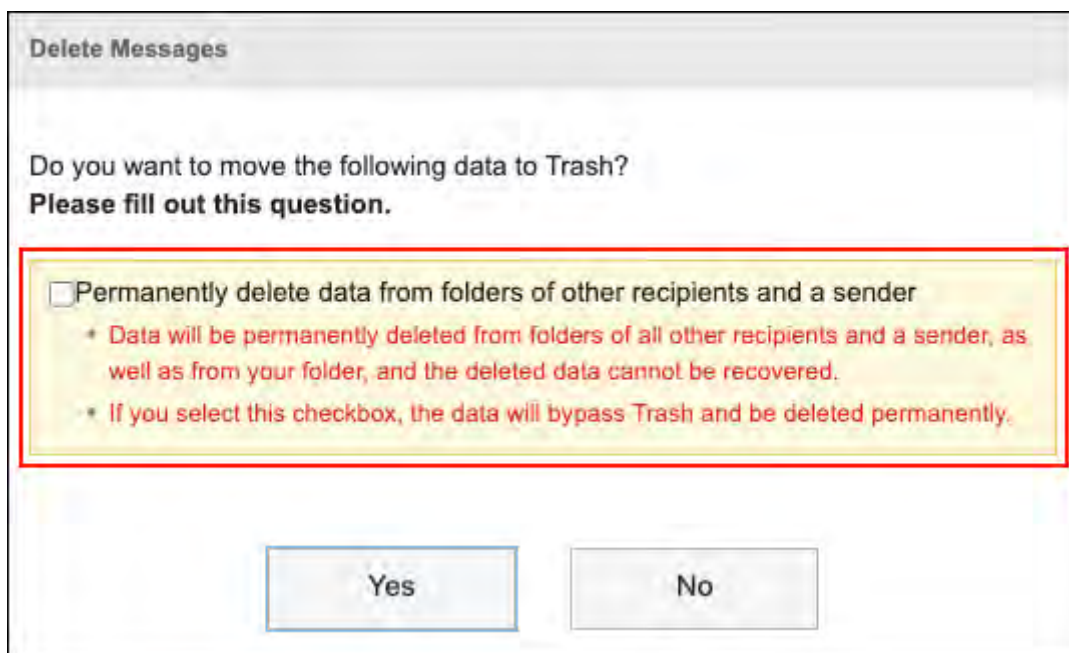 Delete Messages
Do you want to move the following data to Trash?
Please fill out this question.
Permanently delete data from folders of other recipients and a sender
Data will be permanently deleted from folders of all other recipients and a sender, as
well as from your folder, and the deleted data cannot be recovered.
If you select this checkbox, the data will bypass Trash and be deleted permanently.
Yes
No